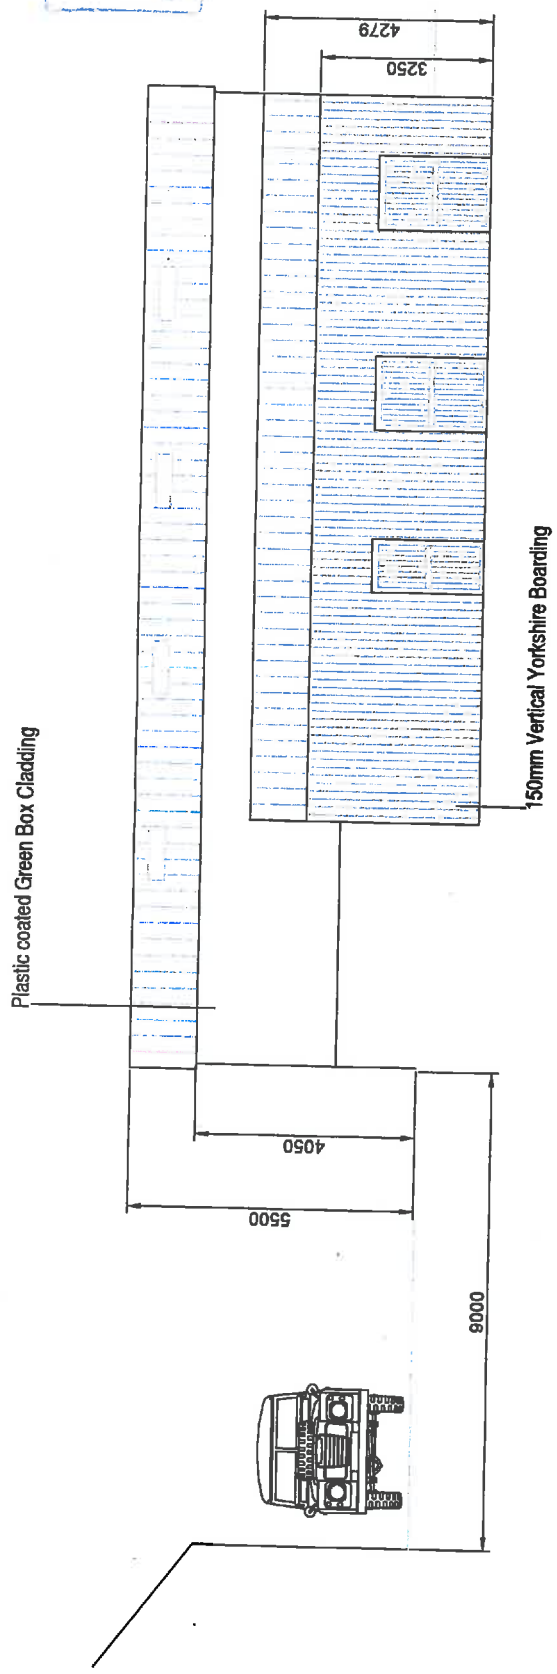 Plastic coated Green Box Cladding
4279
3250
4050
5500
9000
150mm Vertical Yorkshire Boarding